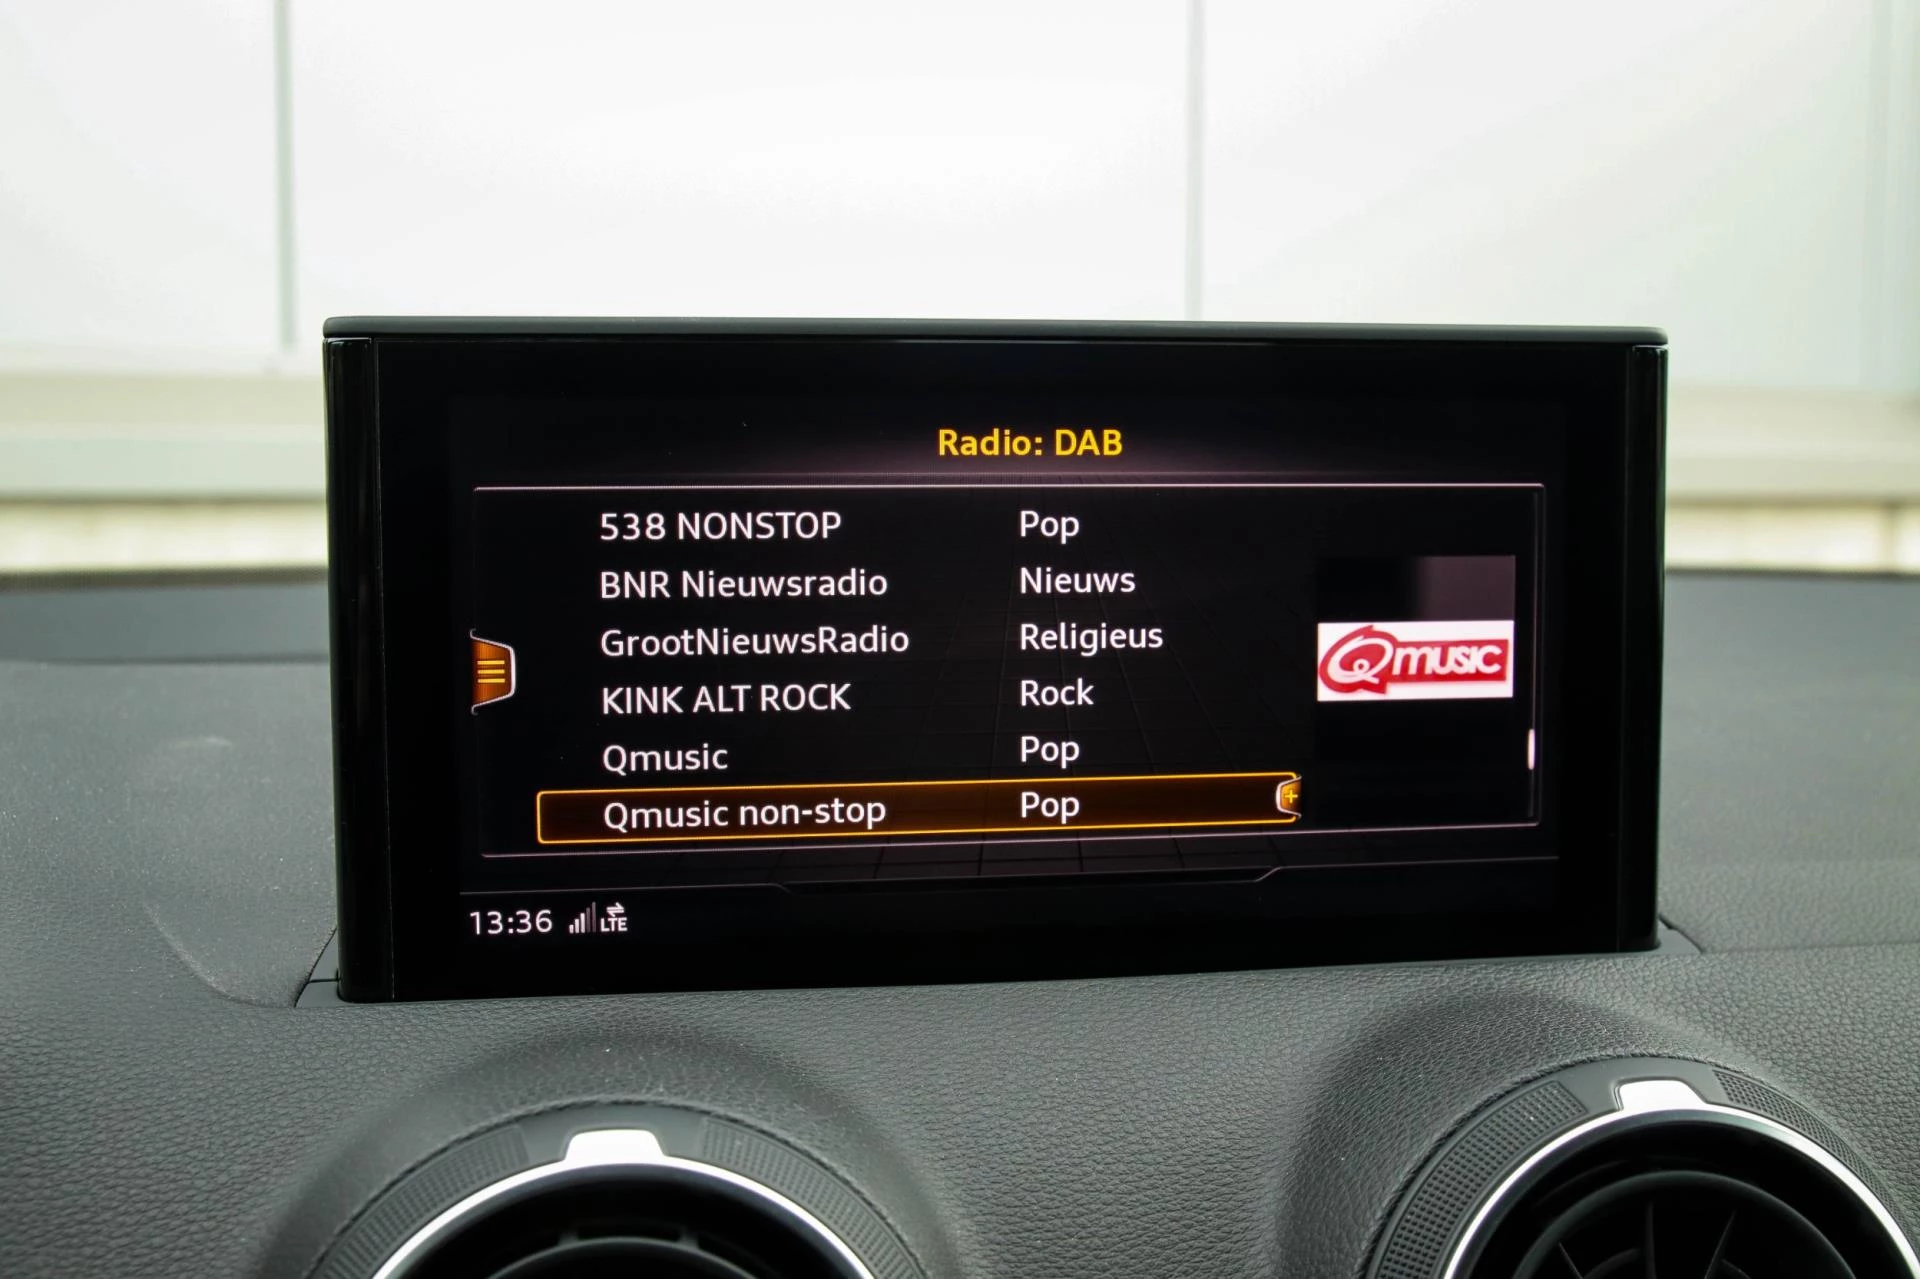 Radio: DAB
538 NONSTOP Pop
BNR Nieuwsradio Nieuws
GrootNieuwsRadio Religieus
KINK ALT ROCK Rock
Qmusic Pop
Qmusic non-stop Pop
Qmusic
13:36 LTE